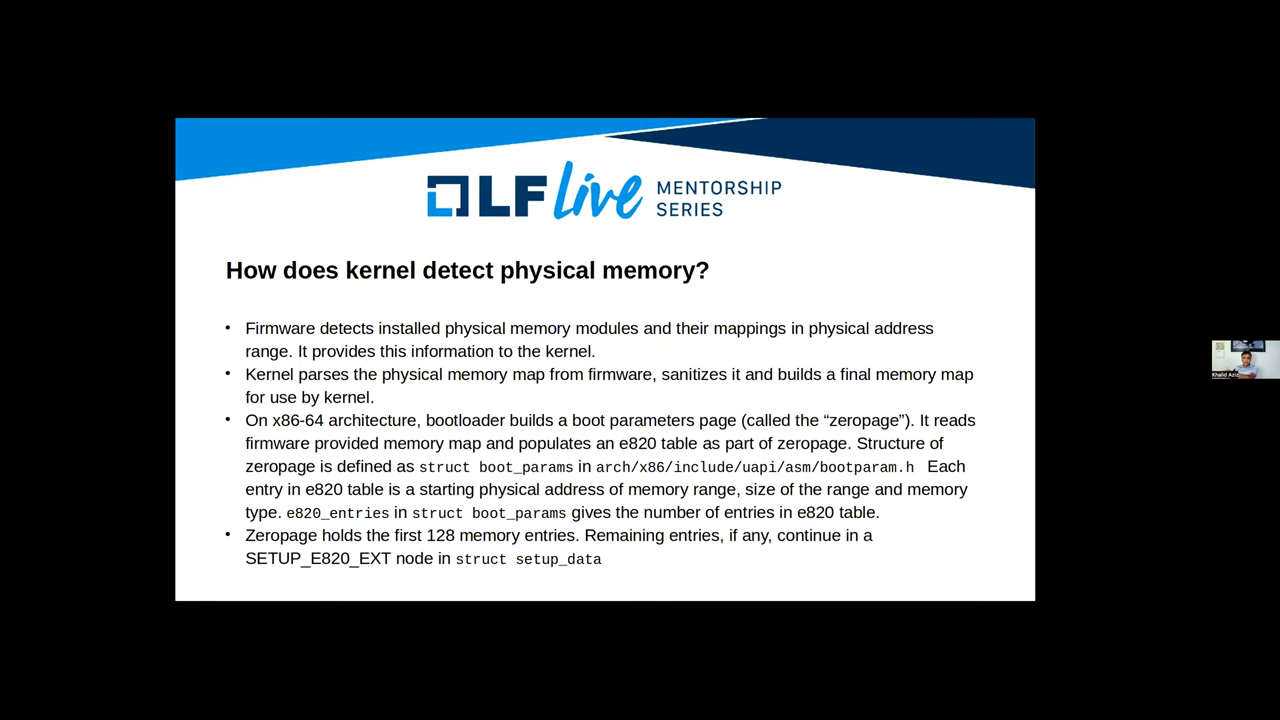 LF Live MENTORSHIP
SERIES
How does kernel detect physical memory?
• Firmware detects installed physical memory modules and their mappings in physical address
range. It provides this information to the kernel.
• Kernel parses the physical memory map from firmware, sanitizes it and builds a final memory map
for use by kernel.
• On x86-64 architecture, bootloader builds a boot parameters page (called the “zeropage”). It reads
firmware provided memory map and populates an e820 table as part of zeropage. Structure of
zeropage is defined as struct boot_params in arch/x86/include/uapi/asm/bootparam.h Each
entry in e820 table is a starting physical address of memory range, size of the range and memory
type. e820_entries in struct boot_params gives the number of entries in e820 table.
• Zeropage holds the first 128 memory entries. Remaining entries, if any, continue in a
SETUP_E820_EXT node in struct setup_data
Khalid Aziz